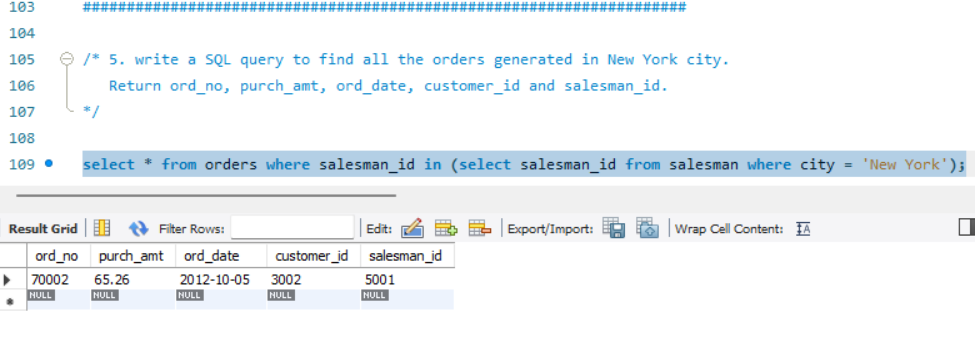 103 #####################################################################
104
105 /* 5. write a SQL query to find all the orders generated in New York city.
106 Return ord_no, purch_amt, ord_date, customer_id and salesman_id.
107 */
108
109 select * from orders where salesman_id in (select salesman_id from salesman where city = 'New York');
Result Grid Filter Rows: Edit: Export/Import: Wrap Cell Content: IA
ord_no purch_amt ord_date customer_id salesman_id
70002 65.26 2012-10-05 3002 5001
NULL NULL NULL NULL NULL